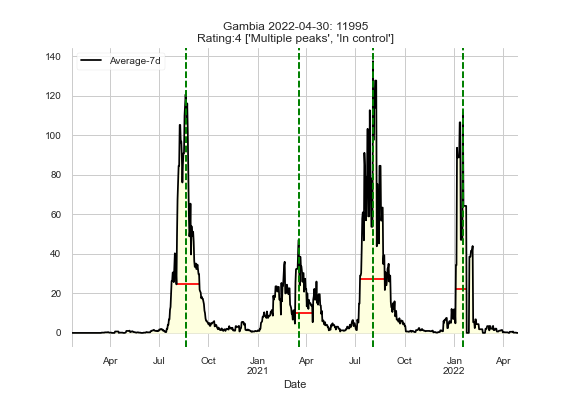 Gambia 2022-04-30: 11995
Rating:4 ['Multiple peaks', 'In control']
Average-7d
140
120
100
80
60
40
20
0
Apr Jul Oct Jan Apr Jul Oct Jan Apr
2021 2022
Date